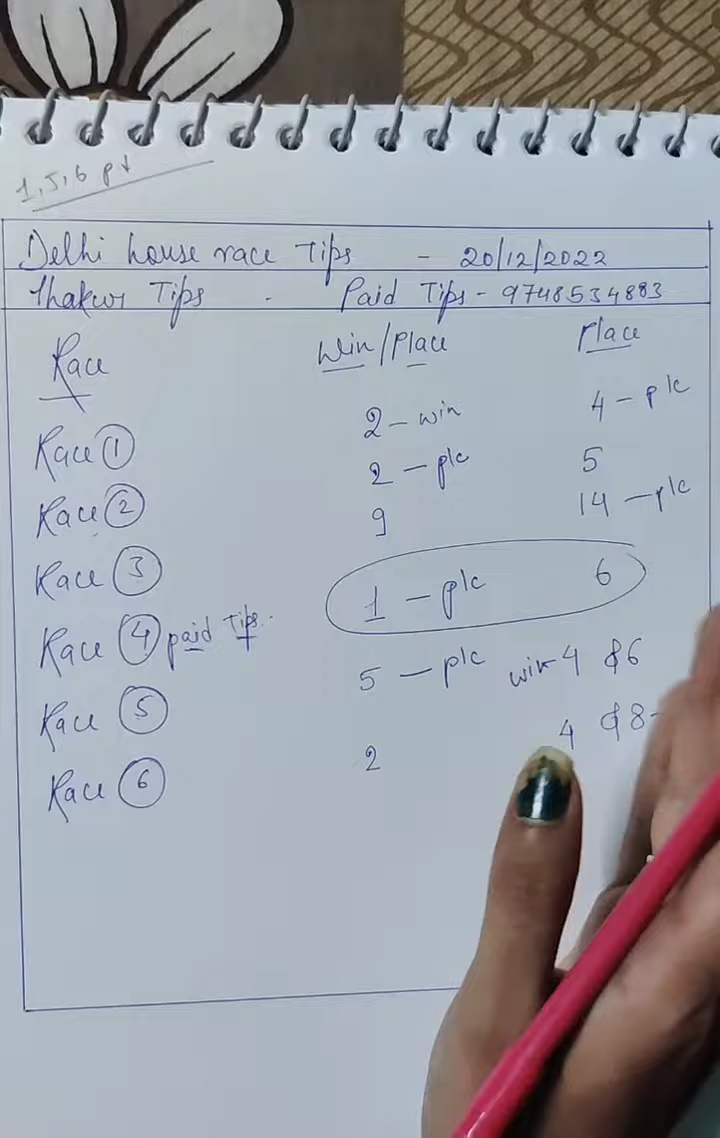 1,5,6 pt
Delhi house race Tips - 20/12/2022
Thakur Tips - Paid Tips - 9748534883
Race Win/Place Place
Race 1 2 - win 4 - plc
Race 2 2 - plc 5
Race 3 9 14 - plc
Race 4 paid Tips. 1 - plc 6
Race 5 5 - plc win 4 & 6
Race 6 2 4 & 8 -